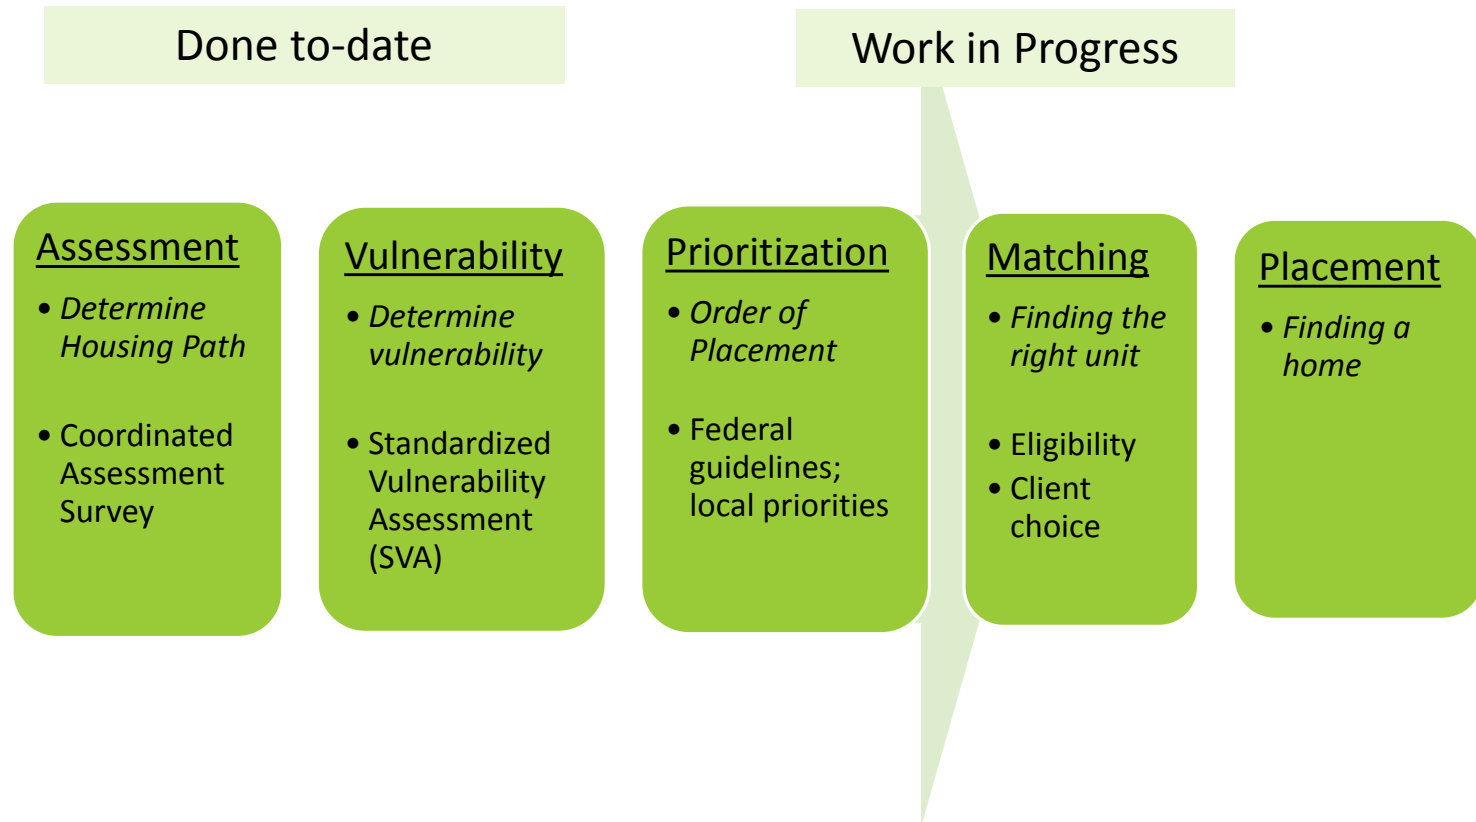 Done to-date
Work in Progress
Assessment
• Determine
Housing Path
• Coordinated
Assessment
Survey
Vulnerability
• Determine
vulnerability
• Standardized
Vulnerability
Assessment
(SVA)
Prioritization
• Order of
Placement
• Federal
guidelines;
local priorities
Matching
• Finding the
right unit
• Eligibility
• Client
choice
Placement
• Finding a
home